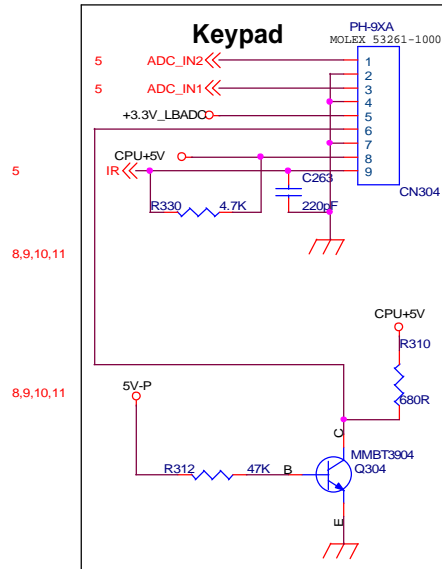 Keypad
PH-9XA
MOLEX 53261-1000
5 ADC_IN2 1
2
5 ADC_IN1 3
4
+3.3V_LBADC 5
6
7
CPU+5V 8
5 IR 9
C263
CN304
R330 4.7K 220pF
8,9,10,11
CPU+5V
R310
8,9,10,11
5V-P
680R
C
MMBT3904
R312 47K B Q304
E